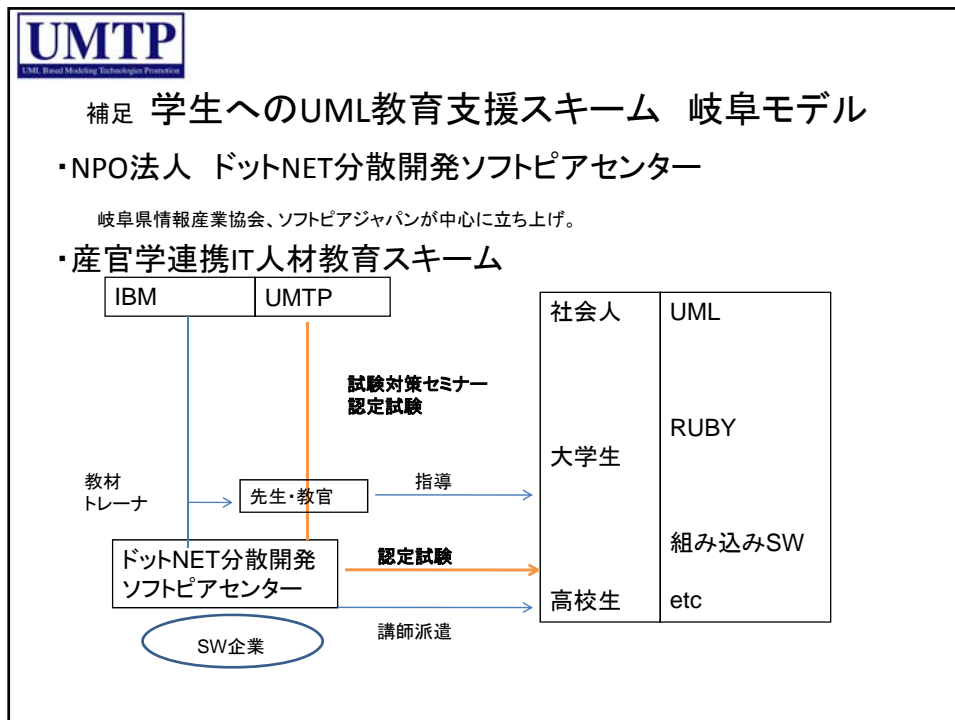 UMTP
UML Based Modeling Technologies Promotion
補足 学生へのUML教育支援スキーム 岐阜モデル
・NPO法人 ドットNET分散開発ソフトピアセンター
岐阜県情報産業協会、ソフトピアジャパンが中心に立ち上げ。
・産官学連携IT人材教育スキーム
IBM UMTP
社会人 UML
試験対策セミナー
認定試験
RUBY
大学生
教材
トレーナ
先生・教官
指導
ドットNET分散開発
ソフトピアセンター
認定試験
組み込みSW
高校生 etc
講師派遣
SW企業